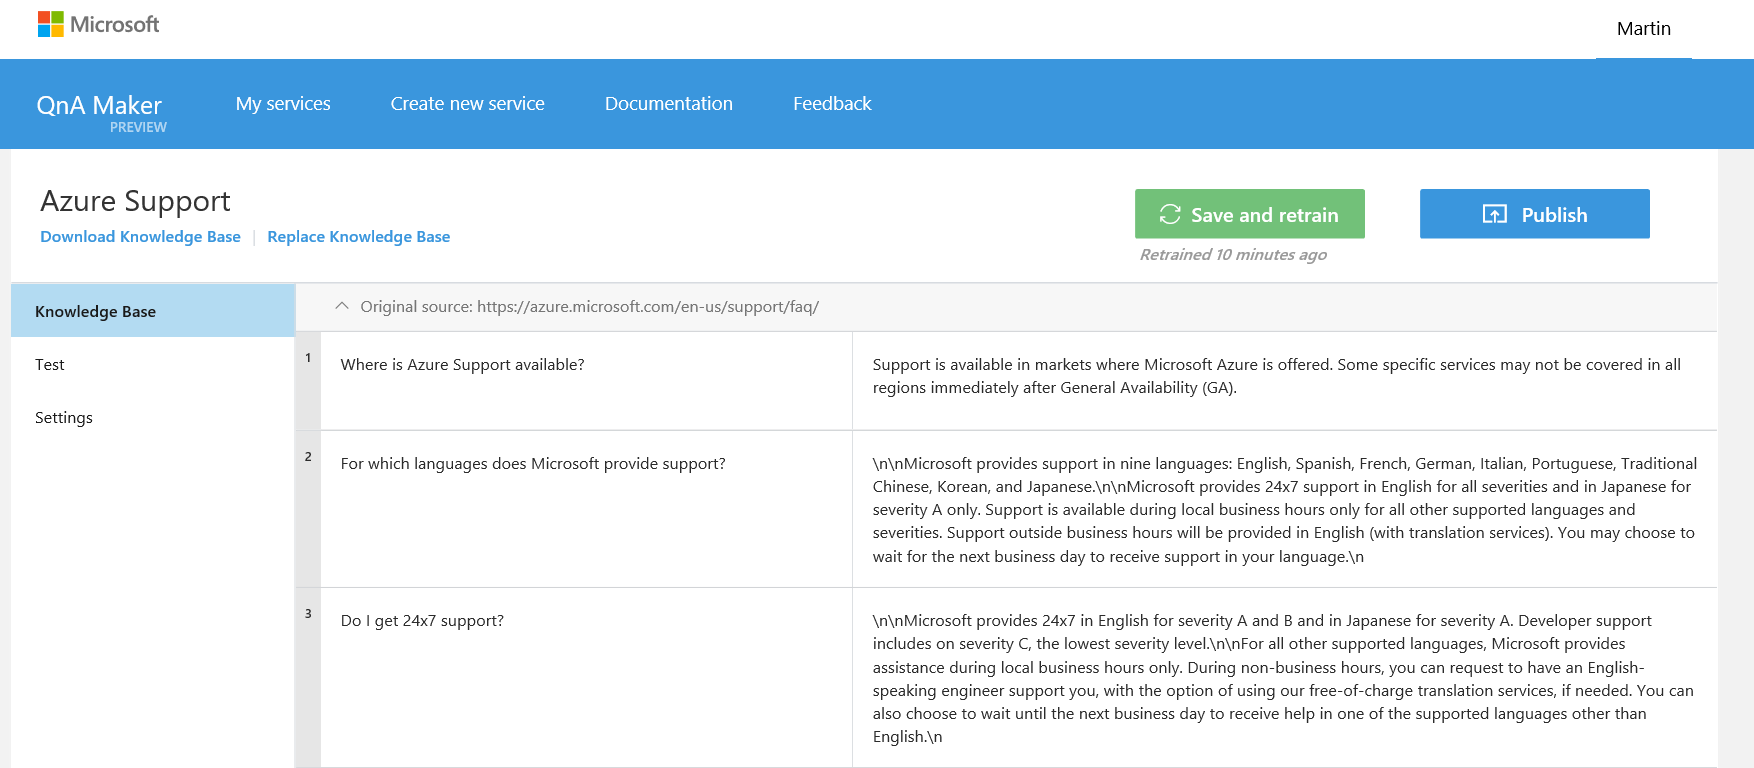 Microsoft
Martin
QnA Maker
PREVIEW
My services
Create new service
Documentation
Feedback
Azure Support
Download Knowledge Base | Replace Knowledge Base
Save and retrain
Publish
Retrained 10 minutes ago
Knowledge Base
Test
Settings
Original source: https://azure.microsoft.com/en-us/support/faq/
1
Where is Azure Support available?
Support is available in markets where Microsoft Azure is offered. Some specific services may not be covered in all
regions immediately after General Availability (GA).
2
For which languages does Microsoft provide support?
\n\nMicrosoft provides support in nine languages: English, Spanish, French, German, Italian, Portuguese, Traditional
Chinese, Korean, and Japanese.\n\nMicrosoft provides 24x7 support in English for all severities and in Japanese for
severity A only. Support is available during local business hours only for all other supported languages and
severities. Support outside business hours will be provided in English (with translation services). You may choose to
wait for the next business day to receive support in your language.\n
3
Do I get 24x7 support?
\n\nMicrosoft provides 24x7 in English for severity A and B and in Japanese for severity A. Developer support
includes on severity C, the lowest severity level.\n\nFor all other supported languages, Microsoft provides
assistance during local business hours only. During non-business hours, you can request to have an English-
speaking engineer support you, with the option of using our free-of-charge translation services, if needed. You can
also choose to wait until the next business day to receive help in one of the supported languages other than
English.\n